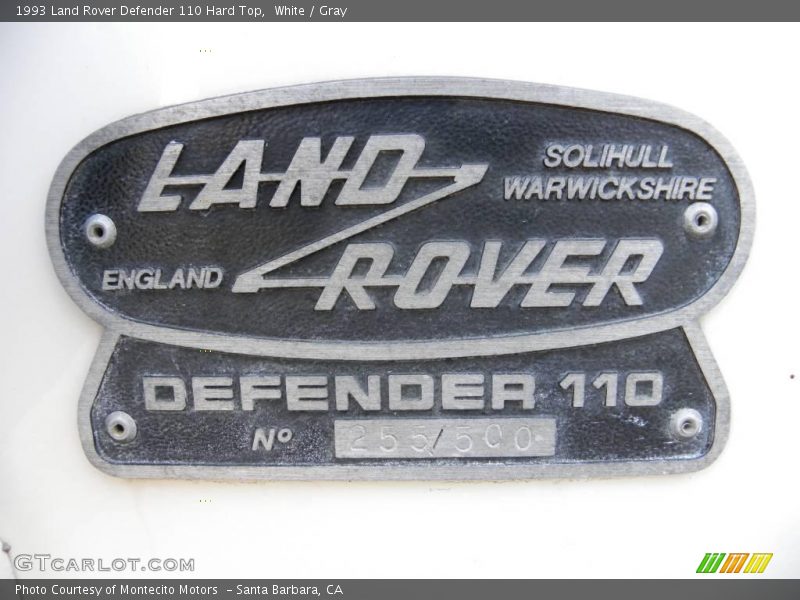 1993 Land Rover Defender 110 Hard Top, White / Gray
LAND ROVER
SOLIHULL
WARWICKSHIRE
ENGLAND
DEFENDER 110
Nº 255/500
GTcarlot.com
Photo Courtesy of Montecito Motors - Santa Barbara, CA